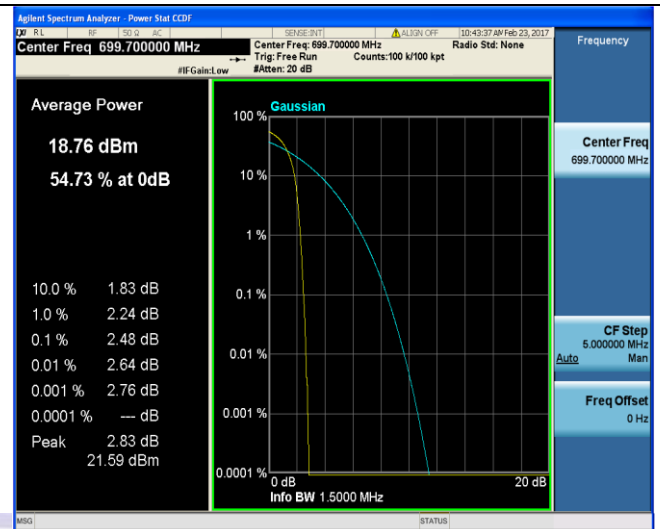 Agilent Spectrum Analyzer - Power Stat CCDF
RL RF 50 Ω AC SENSE:INT ALIGN OFF 10:43:37 AM Feb 23, 2017
Center Freq 699.700000 MHz
Center Freq: 699.700000 MHz Radio Std: None
Trig: Free Run Counts:100 k/100 kpt
#IFGain:Low #Atten: 20 dB
Frequency
Average Power
18.76 dBm
54.73 % at 0dB
10.0 % 1.83 dB
1.0 % 2.24 dB
0.1 % 2.48 dB
0.01 % 2.64 dB
0.001 % 2.76 dB
0.0001 % --- dB
Peak 2.83 dB
21.59 dBm
Gaussian
100 %
10 %
1 %
0.1 %
0.01 %
0.001 %
0.0001 %
0 dB 20 dB
Info BW 1.5000 MHz
Center Freq
699.700000 MHz
CF Step
5.000000 MHz
Auto Man
Freq Offset
0 Hz
MSG STATUS